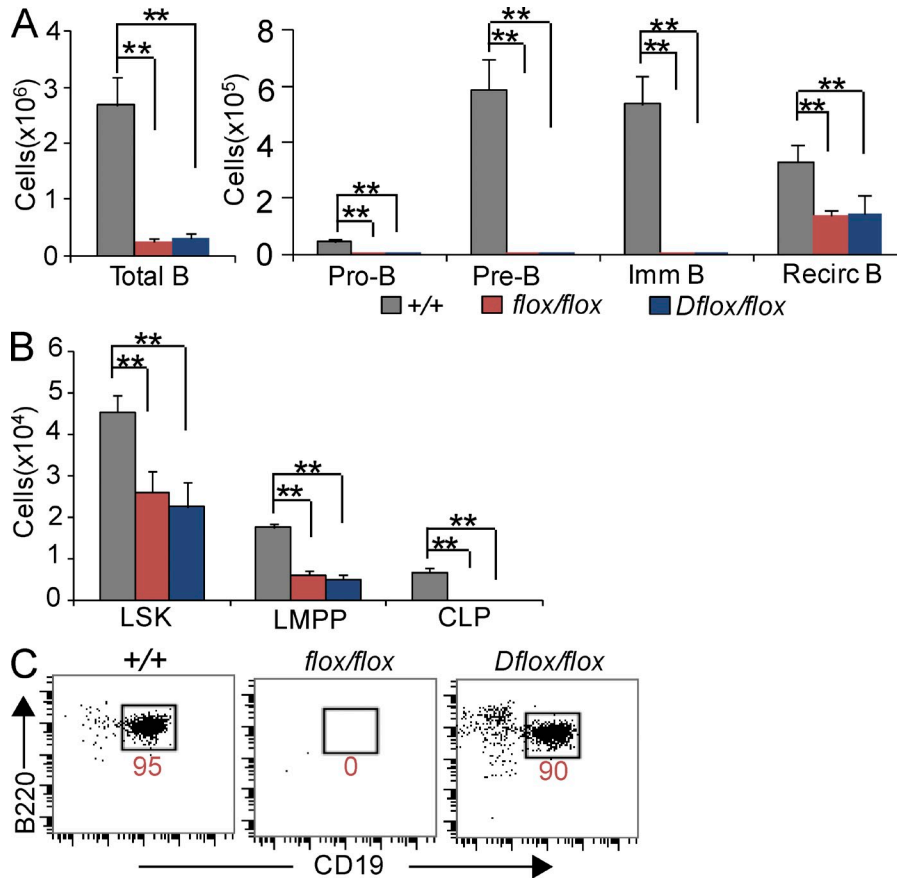 A
Cells(x10⁶)
4
3
2
1
0
**
**
Total B
Cells(x10⁵)
8
6
4
2
0
**
**
**
**
**
**
**
**
Pro-B
Pre-B
Imm B
Recirc B
+/+
flox/flox
Dflox/flox
B
Cells(x10⁴)
6
5
4
3
2
1
0
**
**
**
**
**
**
LSK
LMPP
CLP
C
+/+
flox/flox
Dflox/flox
B220
95
0
90
CD19